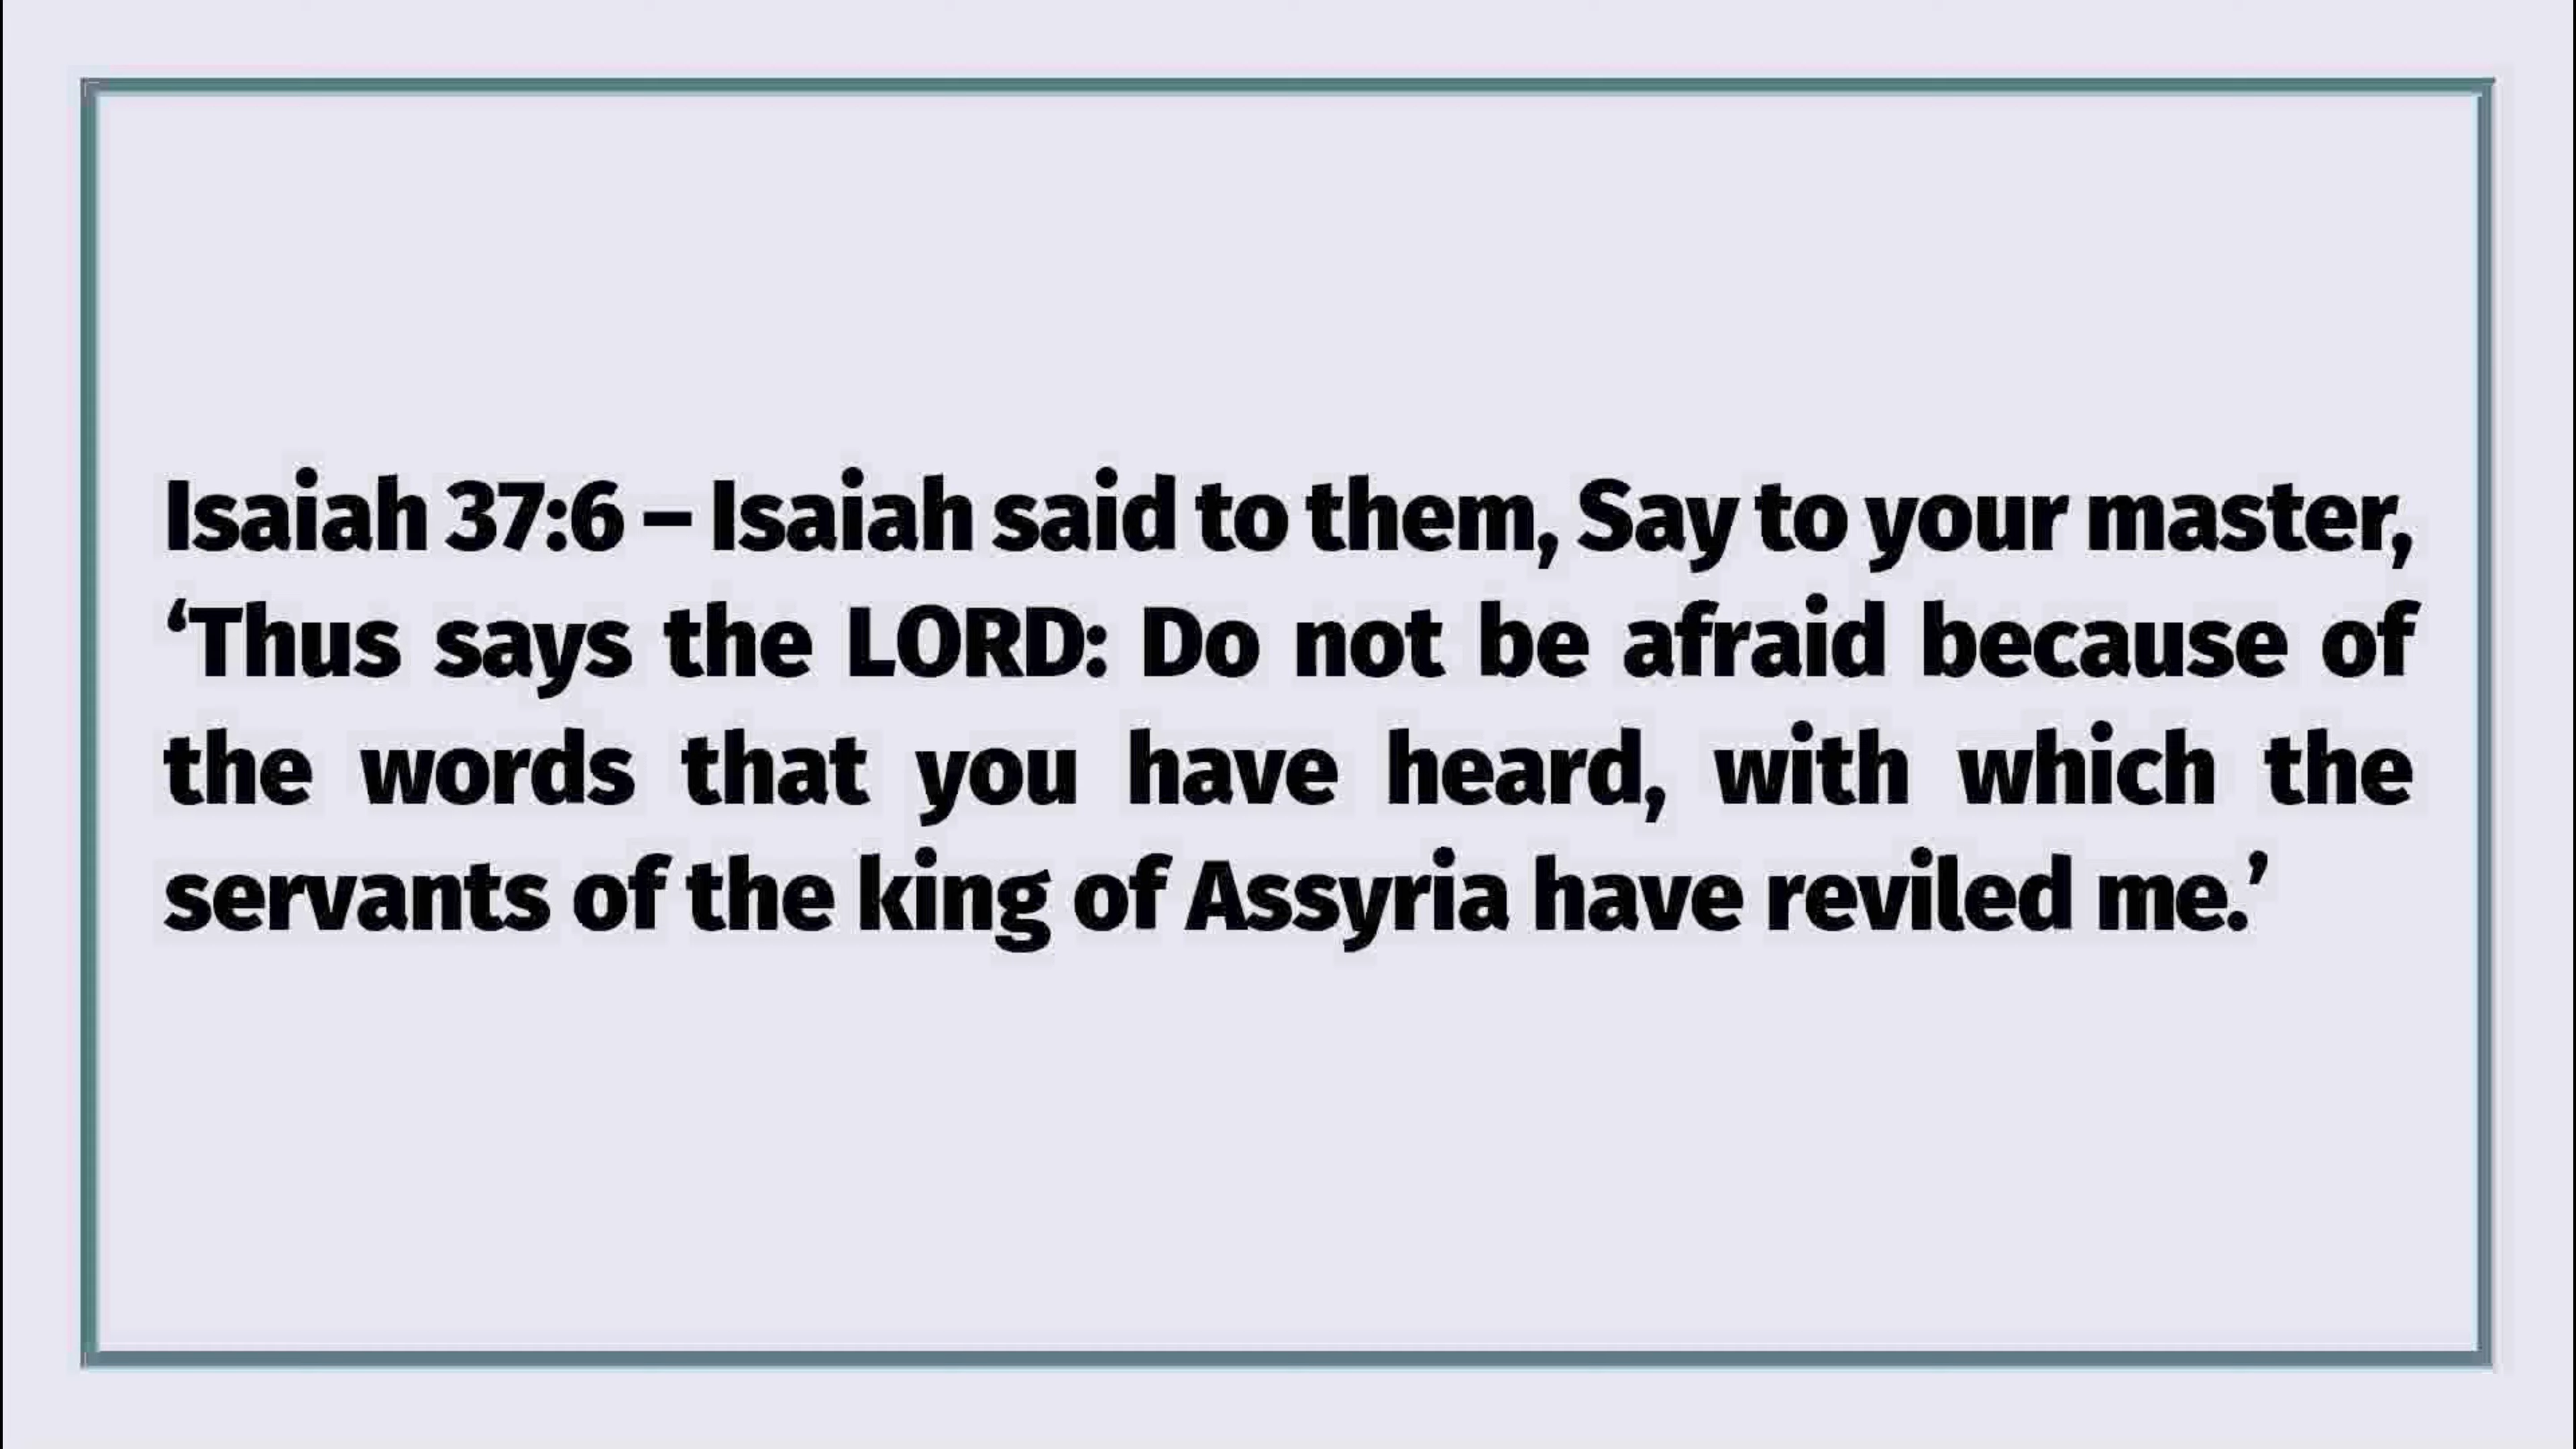 Isaiah 37:6 – Isaiah said to them, Say to your master,
‘Thus says the LORD: Do not be afraid because of
the words that you have heard, with which the
servants of the king of Assyria have reviled me.’